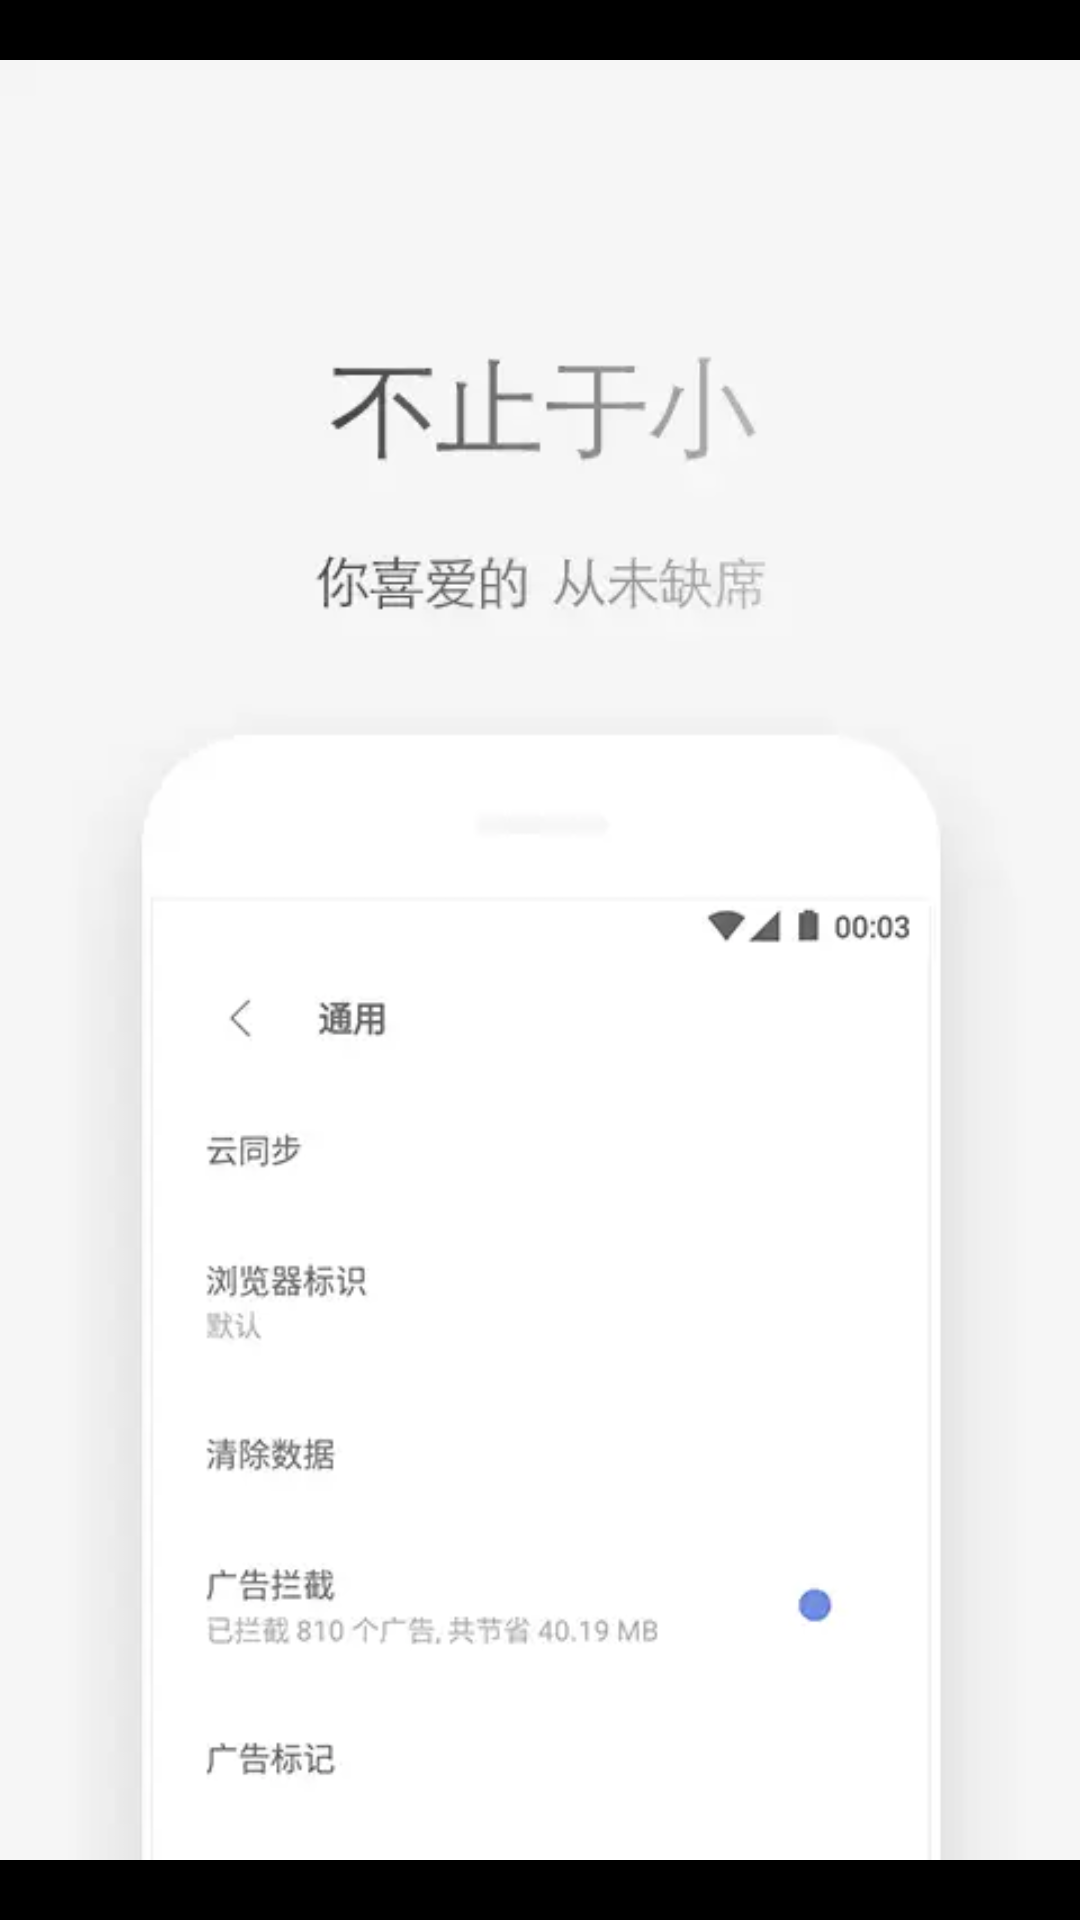 不止于小
你喜爱的 从未缺席
00:03
通用
云同步
浏览器标识
默认
清除数据
广告拦截
已拦截 810 个广告, 共节省 40.19 MB
广告标记